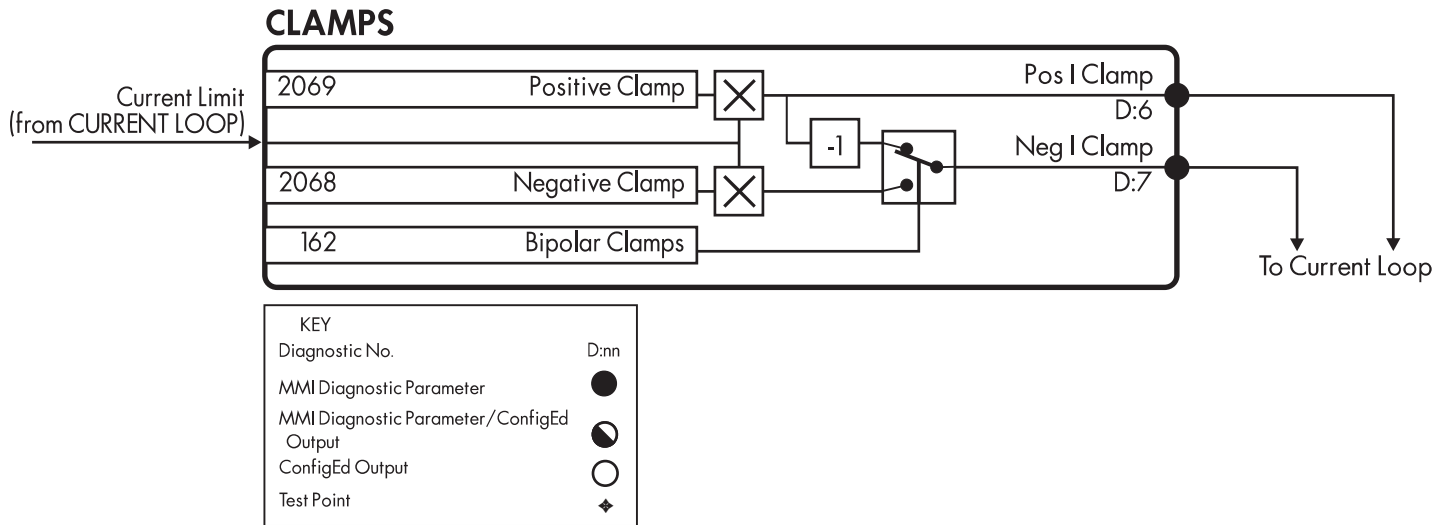 CLAMPS
Current Limit
(from CURRENT LOOP)
2069 Positive Clamp
Pos I Clamp
D:6
-1
Neg I Clamp
D:7
2068 Negative Clamp
162 Bipolar Clamps
To Current Loop
KEY
Diagnostic No. D:nn
MMI Diagnostic Parameter
MMI Diagnostic Parameter/ConfigEd
Output
ConfigEd Output
Test Point